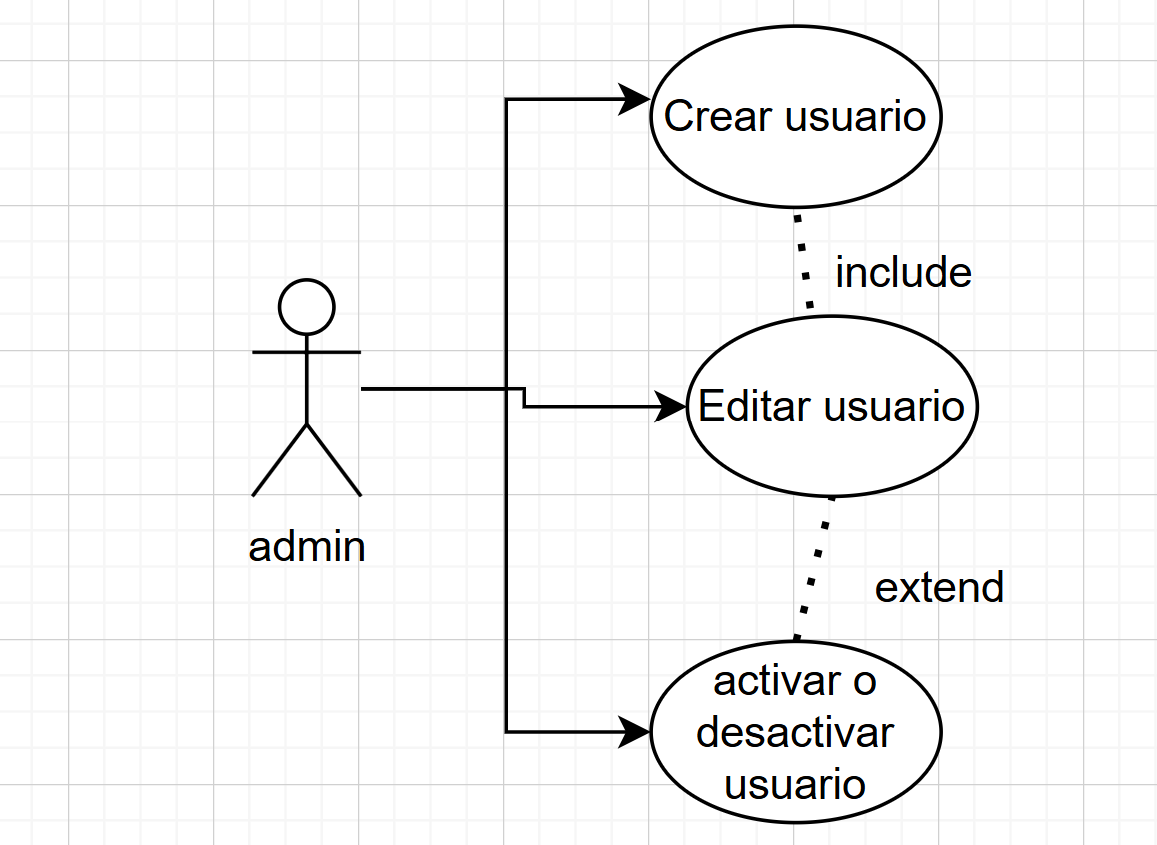 Crear usuario
include
Editar usuario
admin
extend
activar o
desactivar
usuario